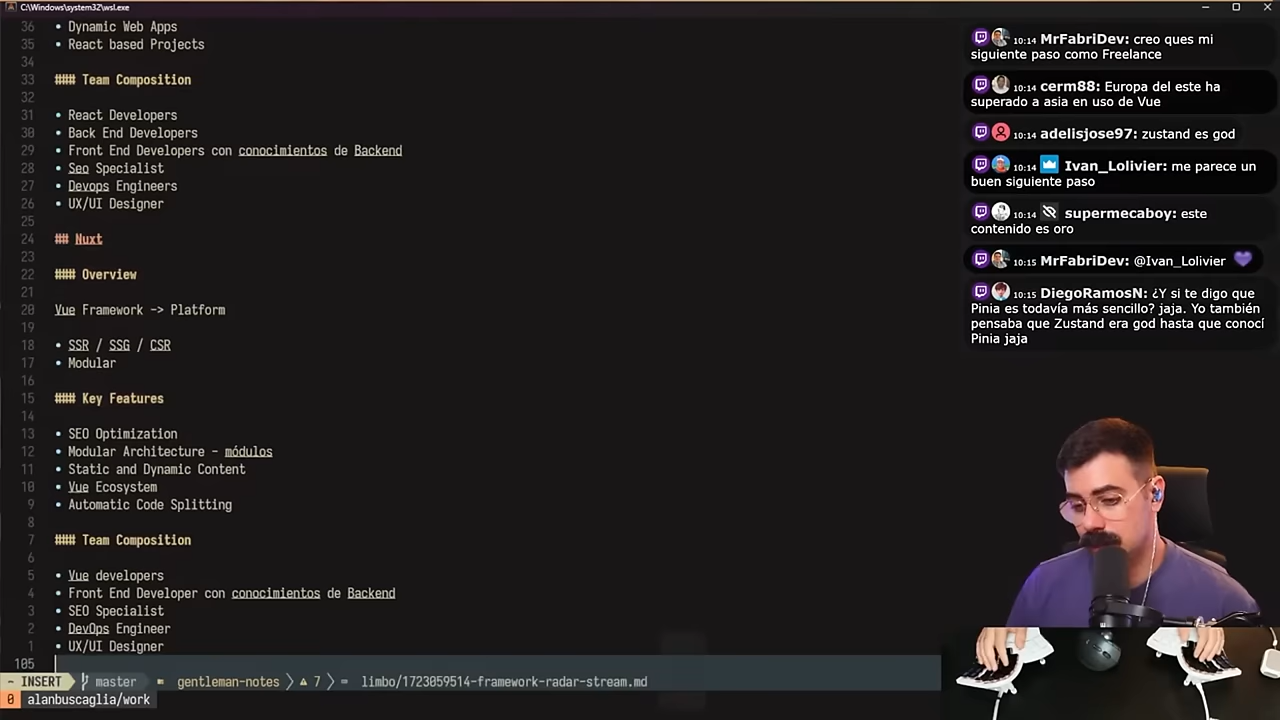 C:\Windows\system32\wsl.exe
36 • Dynamic Web Apps
35 • React based Projects
34
33 #### Team Composition
32
31 • React Developers
30 • Back End Developers
29 • Front End Developers con conocimientos de Backend
28 • Seo Specialist
27 • Devops Engineers
26 • UX/UI Designer
25
24 ## Nuxt
23
22 #### Overview
21
20 Vue Framework -> Platform
19
18 • SSR / SSG / CSR
17 • Modular
16
15 #### Key Features
14
13 • SEO Optimization
12 • Modular Architecture - módulos
11 • Static and Dynamic Content
10 • Vue Ecosystem
9 • Automatic Code Splitting
8
7 #### Team Composition
6
5 • Vue developers
4 • Front End Developer con conocimientos de Backend
3 • SEO Specialist
2 • DevOps Engineer
1 • UX/UI Designer
105
~ INSERT master gentleman-notes 7 limbo/1723059514-framework-radar-stream.md
0 alanbuscaglia/work
10:14 MrFabriDev: creo ques mi
siguiente paso como Freelance
10:14 cerm88: Europa del este ha
superado a asia en uso de Vue
10:14 adelisjose97: zustand es god
10:14 Ivan_Lolivier: me parece un
buen siguiente paso
10:14 supermecaboy: este
contenido es oro
10:15 MrFabriDev: @Ivan_Lolivier 💜
10:15 DiegoRamosN: ¿Y si te digo que
Pinia es todavía más sencillo? jaja. Yo también
pensaba que Zustand era god hasta que conocí
Pinia jaja